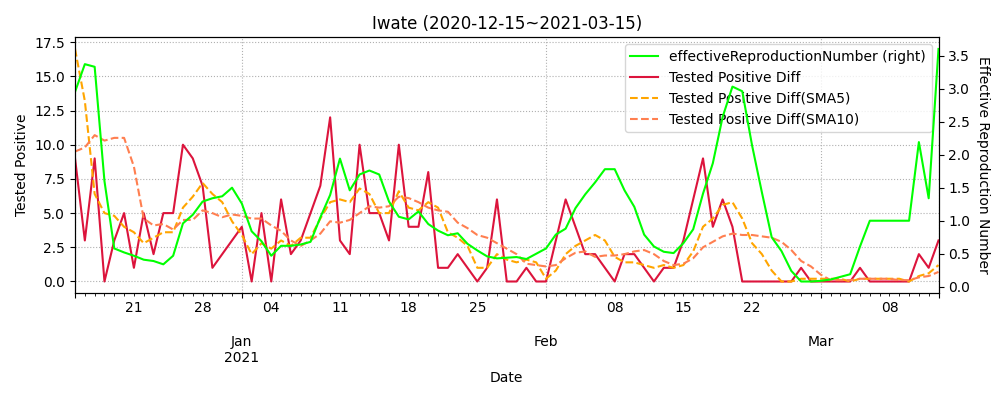 Iwate (2020-12-15~2021-03-15)
effectiveReproductionNumber (right)
Tested Positive Diff
Tested Positive Diff(SMA5)
Tested Positive Diff(SMA10)
Tested Positive
17.5
15.0
12.5
10.0
7.5
5.0
2.5
0.0
Effective Reproduction Number
3.5
3.0
2.5
2.0
1.5
1.0
0.5
0.0
21 28 04 11 18 25 08 15 22 08
Jan Feb Mar
2021
Date